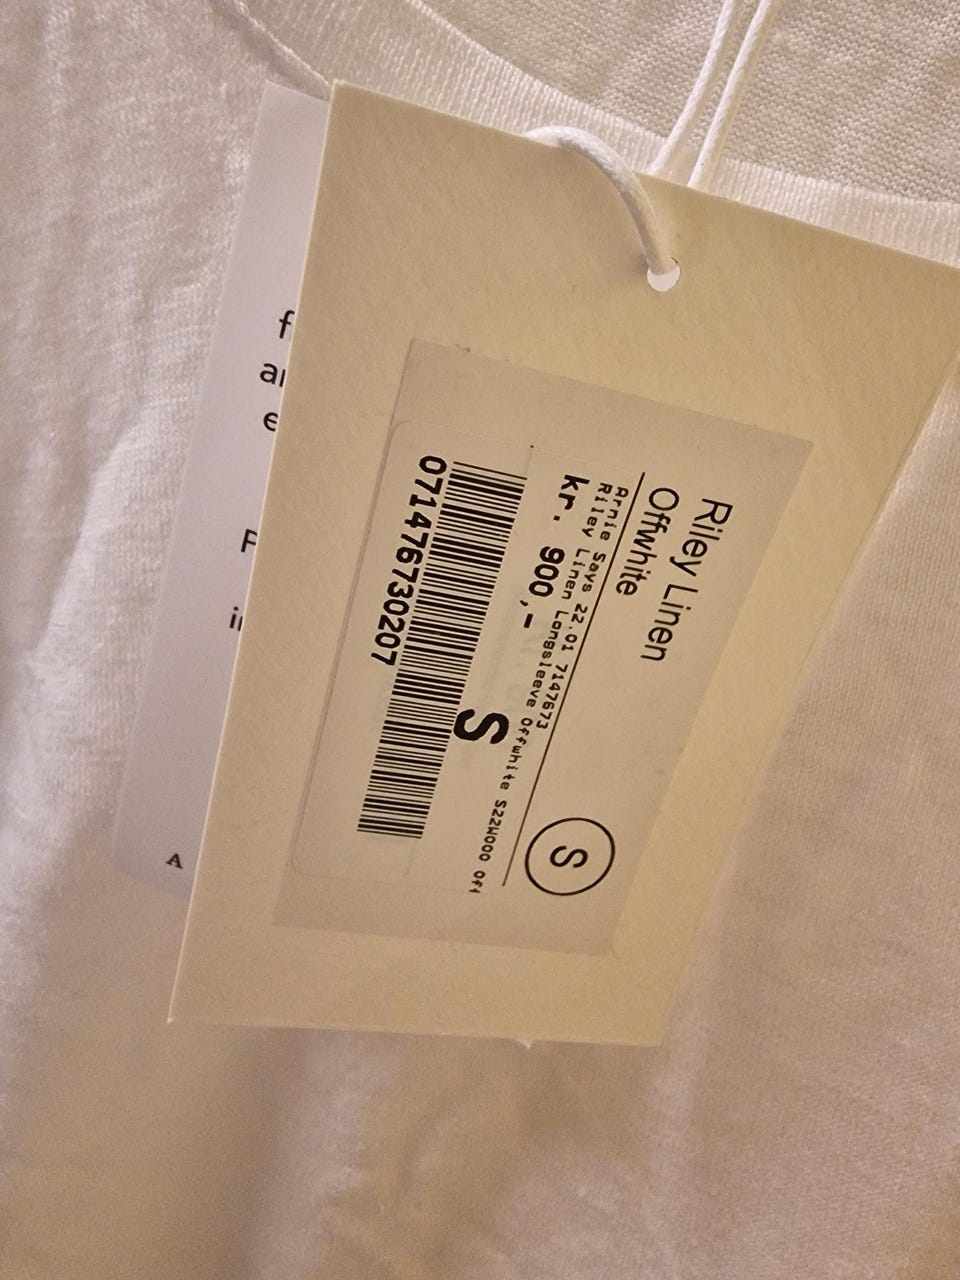 Riley Linen
Offwhite
S
Arnie Says 22.01 7147673
Riley Linen Longsleeve Offwhite S22W000 Off
kr. 900,-
S
07147673020​7
f
e
A